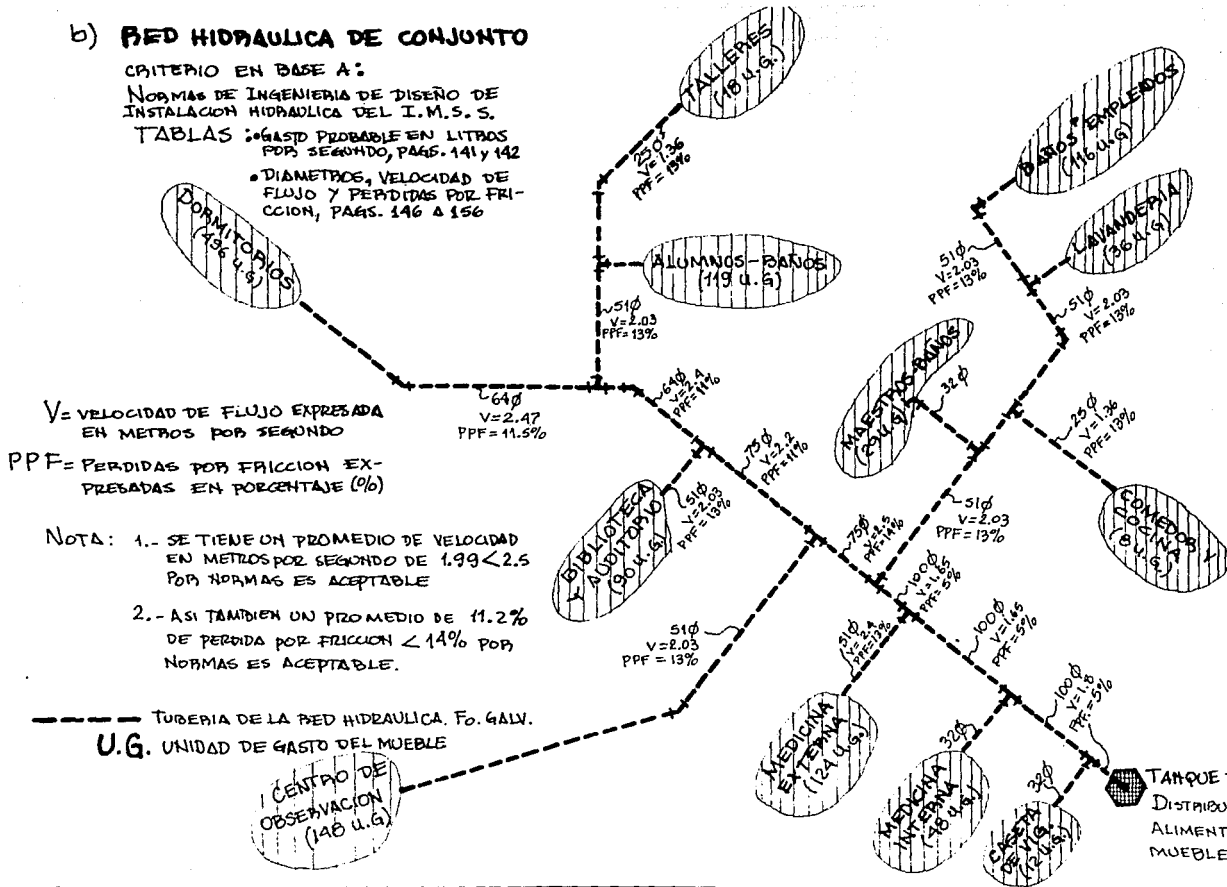 b) RED HIDRAULICA DE CONJUNTO
CRITERIO EN BASE A:
NORMAS DE INGENIERIA DE DISEÑO DE
INSTALACION HIDRAULICA DEL I.M.S.S.
TABLAS :• GASTO PROBABLE EN LITROS
POR SEGUNDO, PAGS. 141 y 142
• DIAMETROS, VELOCIDAD DE
FLUJO Y PERDIDAS POR FRI-
CCION, PAGS. 146 A 156
TALLERES
(18 U.G.)
25Ø
V=1.36
PPF= 13%
BAÑOS EMPLEADOS
(116 U.G)
LAVANDERIA
(36 U.G)
51Ø
V=2.03
PPF=13%
51Ø
V=2.03
PPF=13%
DORMITORIOS
(496 U.G)
ALUMNOS-BAÑOS
(119 U.G)
51Ø
V=2.03
PPF=13%
64Ø
V=2.47
PPF=11.5%
64Ø
V=2.4
PPF=11%
75Ø
V=2.2
PPF=11%
MAESTROS-BAÑOS
(29 U.G)
32Ø
25Ø
V=1.36
PPF=13%
COMEDOR Y
COCINA
(8 U.G)
51Ø
V=2.03
PPF=13%
V= VELOCIDAD DE FLUJO EXPRESADA
EN METROS POR SEGUNDO
PPF= PERDIDAS POR FRICCION EX-
PRESADAS EN PORCENTAJE (%)
BIBLIOTECA
Y AUDITORIO
(90 U.G)
51Ø
V=2.03
PPF=13%
75Ø
V=2.5
PPF=14%
100Ø
V=1.65
PPF=5%
NOTA: 1.- SE TIENE UN PROMEDIO DE VELOCIDAD
EN METROS POR SEGUNDO DE 1.99<2.5
POR NORMAS ES ACEPTABLE
2.- ASI TAMBIEN UN PROMEDIO DE 11.2%
DE PERDIDA POR FRICCION < 14% POR
NORMAS ES ACEPTABLE.
51Ø
V=2.03
PPF=13%
51Ø
V=2.4
PPF=13%
100Ø
V=1.65
PPF=5%
100Ø
V=1.8
PPF=5%
TUBERIA DE LA RED HIDRAULICA. Fo. GALV.
U.G. UNIDAD DE GASTO DEL MUEBLE
CENTRO DE
OBSERVACION
(148 U.G)
MEDICINA
EXTERNA
(124 U.G.)
32Ø
MEDICINA
INTERNA
(48 U.G.)
32Ø
CASETA
DE VIG.
(12 U.G.)
TANQUE
DISTRIBU
ALIMENT
MUEBLE